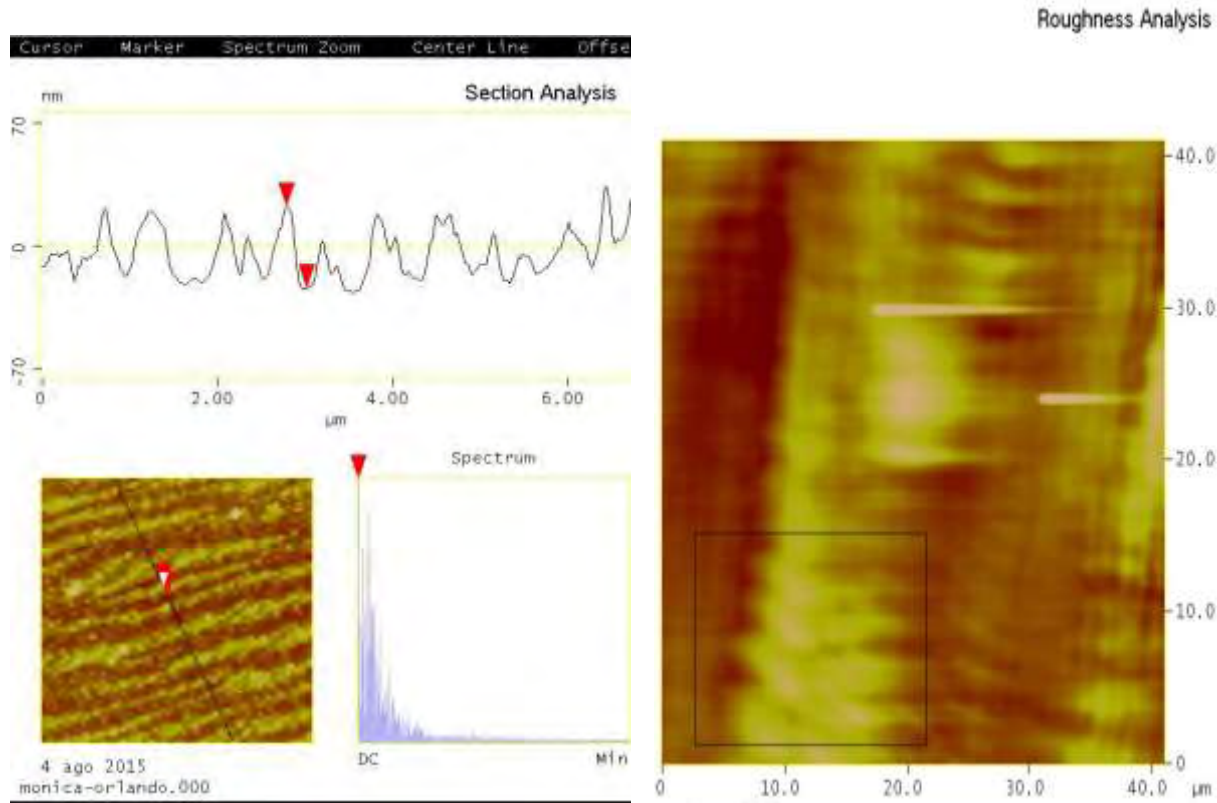 Roughness Analysis
Cursor Marker Spectrum Zoom Center Line Offse
nm
Section Analysis
70
0
-70
0 2.00 4.00 6.00
µm
Spectrum
DC Min
4 ago 2015
monica-orlando.000
40.0
30.0
20.0
10.0
0
0 10.0 20.0 30.0 40.0 µm